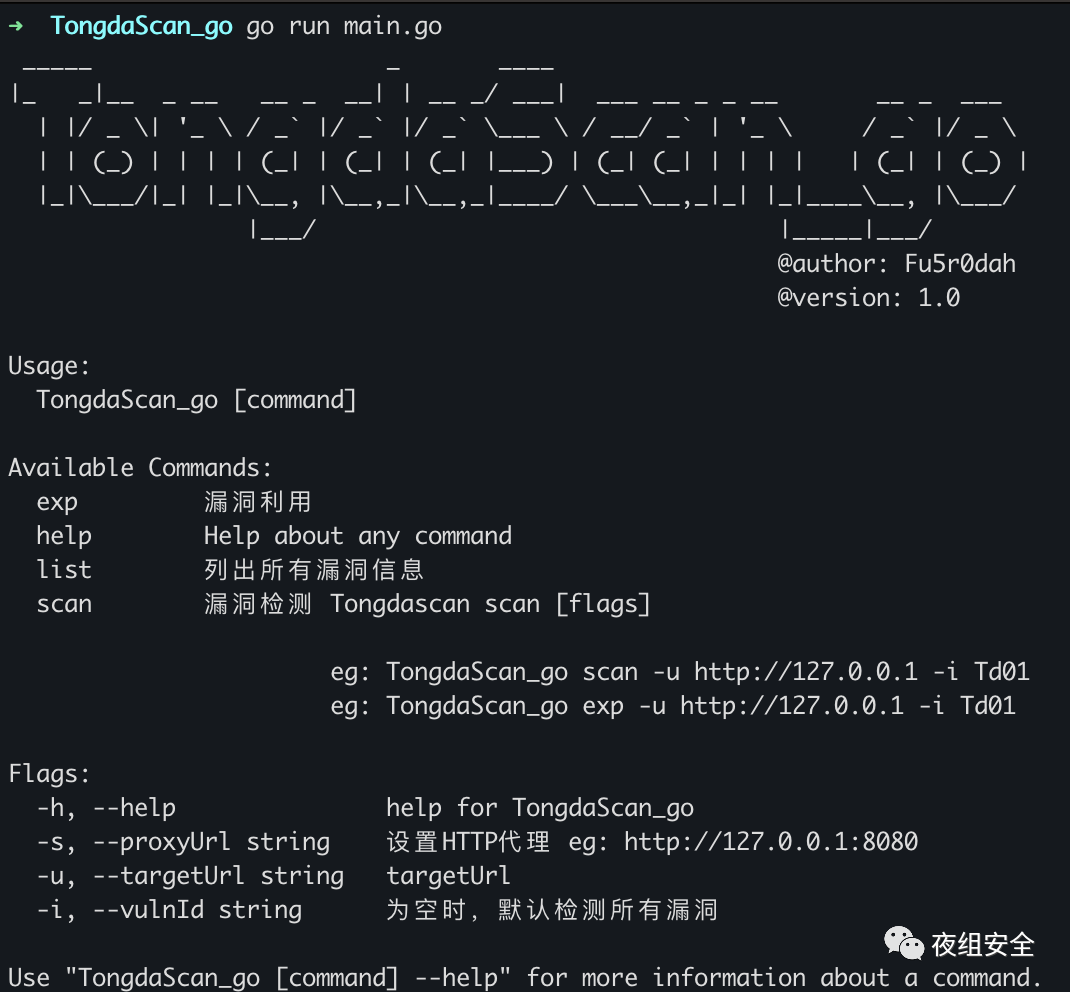 → TongdaScan_go go run main.go
TongdaScan_go
@author: Fu5r0dah
@version: 1.0
Usage:
TongdaScan_go [command]
Available Commands:
exp 漏洞利用
help Help about any command
list 列出所有漏洞信息
scan 漏洞检测 Tongdascan scan [flags]
eg: TongdaScan_go scan -u http://127.0.0.1 -i Td01
eg: TongdaScan_go exp -u http://127.0.0.1 -i Td01
Flags:
-h, --help help for TongdaScan_go
-s, --proxyUrl string 设置HTTP代理 eg: http://127.0.0.1:8080
-u, --targetUrl string targetUrl
-i, --vulnId string 为空时，默认检测所有漏洞
夜组安全
Use "TongdaScan_go [command] --help" for more information about a command.